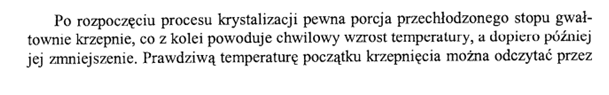 Po rozpoczęciu procesu krystalizacji pewna porcja przechłodzonego stopu gwał-
townie krzepnie, co z kolei powoduje chwilowy wzrost temperatury, a dopiero później
jej zmniejszenie. Prawdziwą temperaturę początku krzepnięcia można odczytać przez